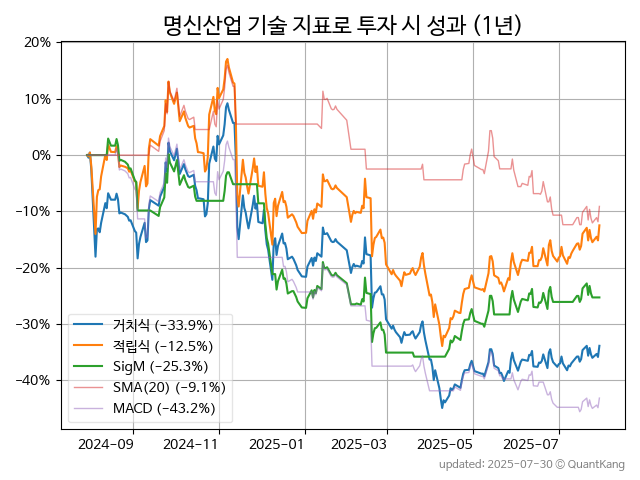 명신산업 기술 지표로 투자 시 성과 (1년)
20%
10%
0%
−10%
−20%
−30%
−40%
거치식 (−33.9%)
적립식 (−12.5%)
SigM (−25.3%)
SMA(20) (−9.1%)
MACD (−43.2%)
2024-09
2024-11
2025-01
2025-03
2025-05
2025-07
updated: 2025-07-30 © QuantKang